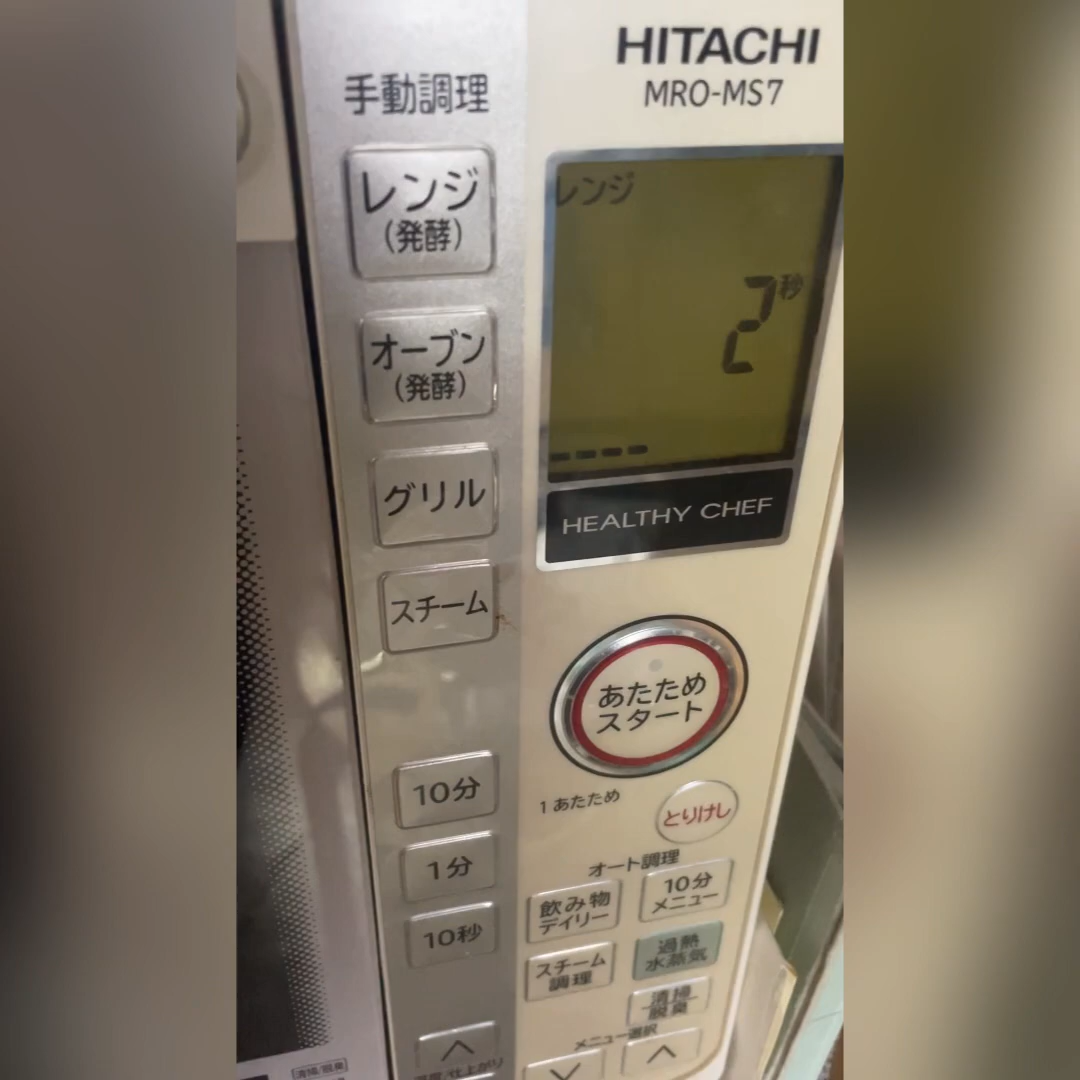 HITACHI
MRO-MS7
手動調理
レンジ
(発酵)
オーブン
(発酵)
グリル
スチーム
10分
1分
10秒
レンジ
2秒
HEALTHY CHEF
あたため
スタート
1 あたため
とりけし
オート調理
飲み物
デイリー
10分
メニュー
スチーム
調理
過熱
水蒸気
清掃
脱臭
メニュー選択
清掃/脱臭